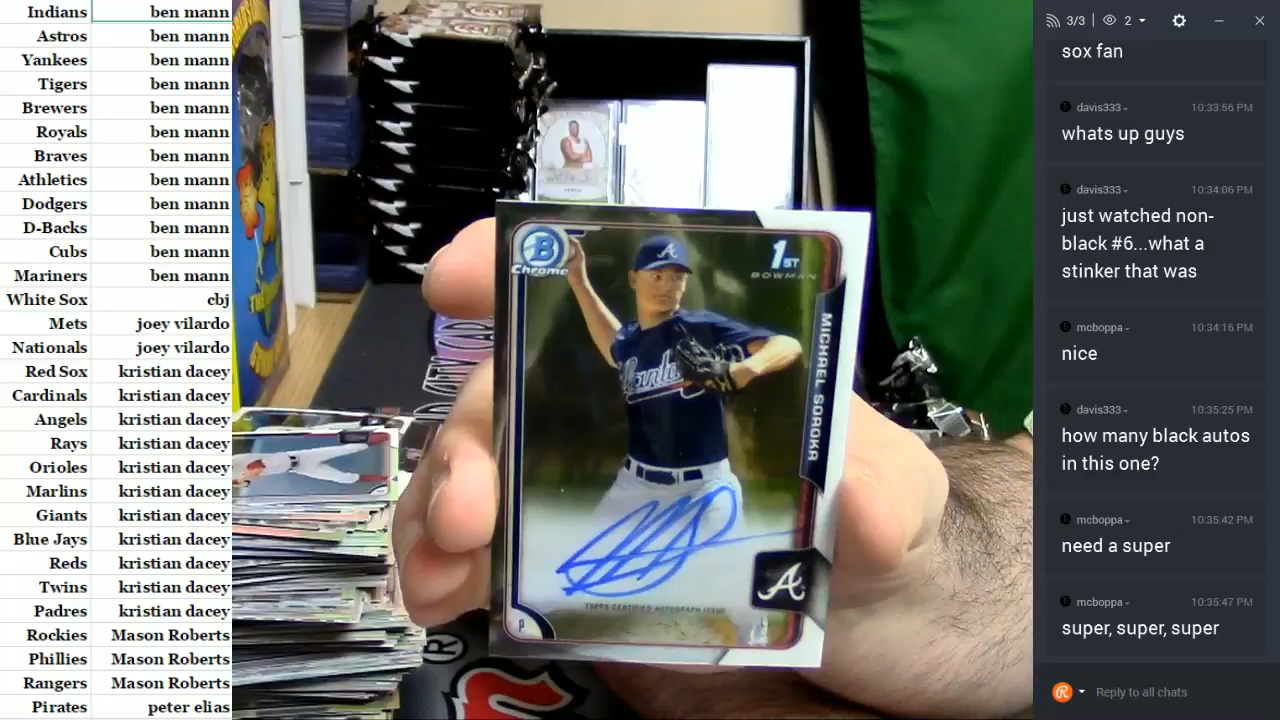 Indians ben mann
Astros ben mann
Yankees ben mann
Tigers ben mann
Brewers ben mann
Royals ben mann
Braves ben mann
Athletics ben mann
Dodgers ben mann
D-Backs ben mann
Cubs ben mann
Mariners ben mann
White Sox cbj
Mets joey vilardo
Nationals joey vilardo
Red Sox kristian dacey
Cardinals kristian dacey
Angels kristian dacey
Rays kristian dacey
Orioles kristian dacey
Marlins kristian dacey
Giants kristian dacey
Blue Jays kristian dacey
Reds kristian dacey
Twins kristian dacey
Padres kristian dacey
Rockies Mason Roberts
Phillies Mason Roberts
Rangers Mason Roberts
Pirates peter elias
B
Chrome
1ST
BOWMAN
A
Atlanta
MICHAEL SOROKA
A
TOPPS CERTIFIED AUTOGRAPH ISSUE
P
3/3 2
sox fan
davis333 10:33:56 PM
whats up guys
davis333 10:34:06 PM
just watched non-
black #6...what a
stinker that was
mcboppa 10:34:16 PM
nice
davis333 10:35:25 PM
how many black autos
in this one?
mcboppa 10:35:42 PM
need a super
mcboppa 10:35:47 PM
super, super, super
Reply to all chats